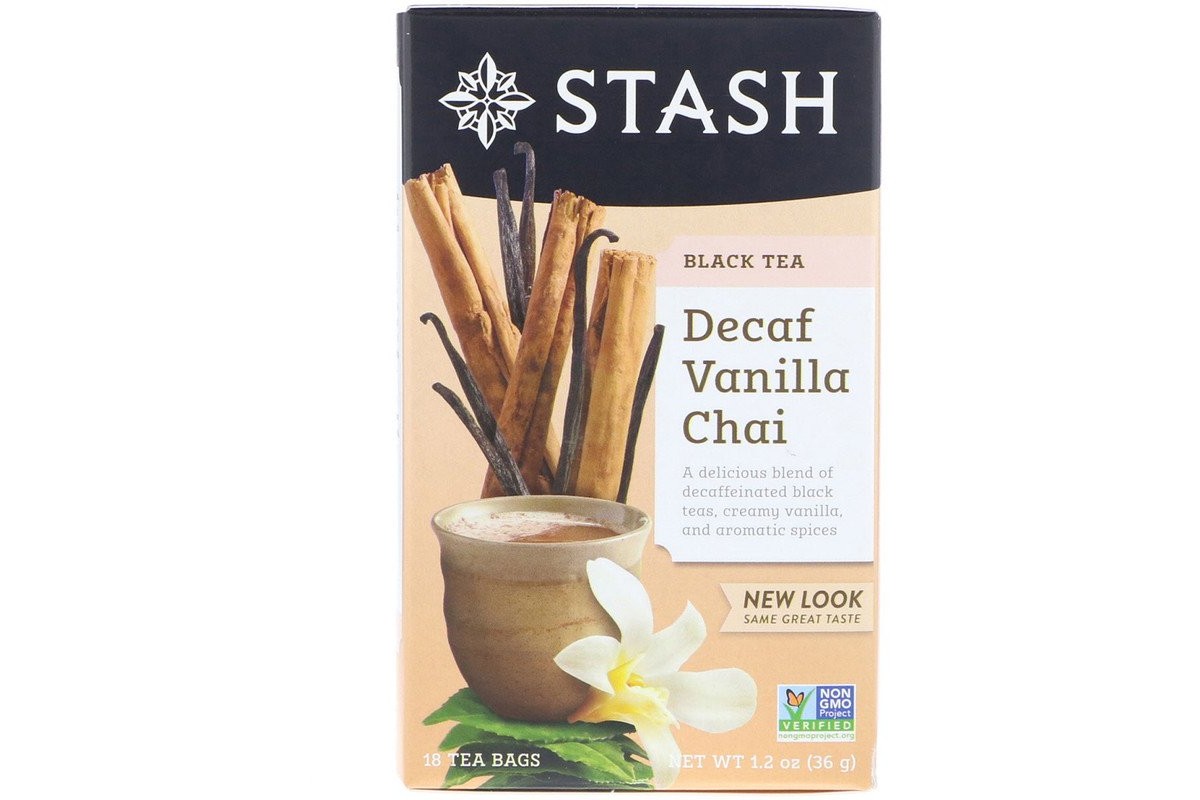 STASH
BLACK TEA
Decaf
Vanilla
Chai
A delicious blend of
decaffeinated black
teas, creamy vanilla,
and aromatic spices
NEW LOOK
SAME GREAT TASTE
NON
GMO
Project
VERIFIED
nongmoproject.org
18 TEA BAGS
NET WT 1.2 oz (36 g)